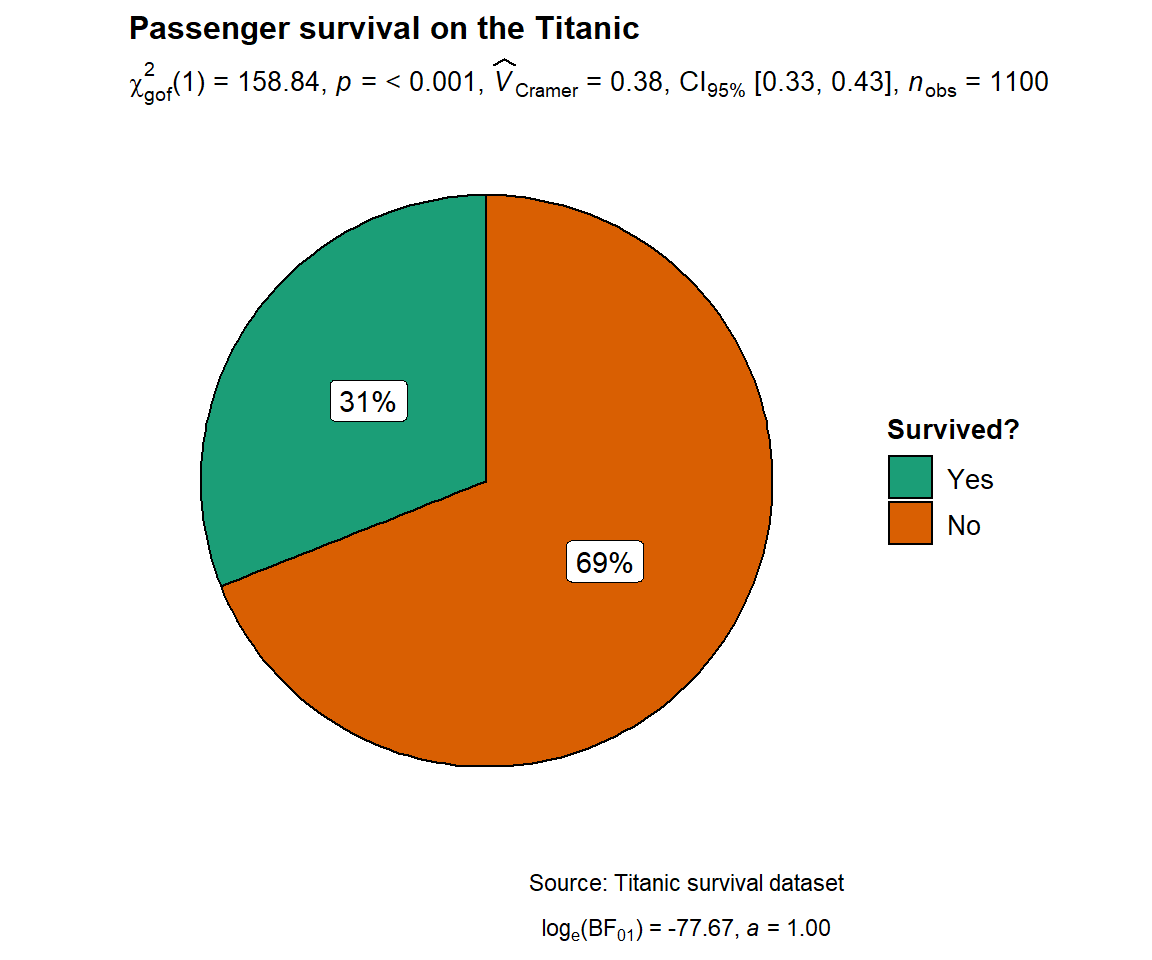 Passenger survival on the Titanic
χ²gof(1) = 158.84, p = < 0.001, V̂Cramer = 0.38, CI95% [0.33, 0.43], nobs = 1100
31%
Survived?
Yes
No
69%
Source: Titanic survival dataset
loge(BF01) = -77.67, a = 1.00